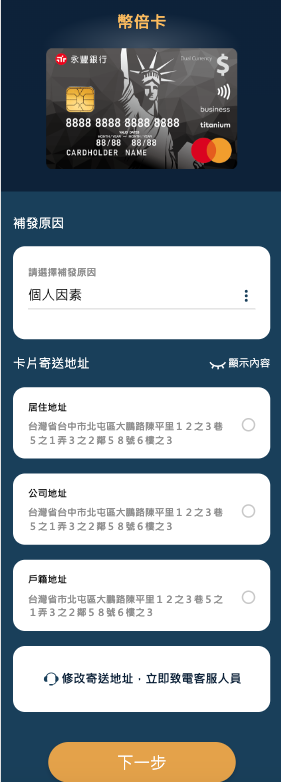 幣倍卡
永豐銀行
Dual Currency
$
business
titanium
8888 8888 8888 8888
VALID DATES
MONTH/YEAR — MONTH/YEAR
88/88 88/88
CARDHOLDER NAME
補發原因
請選擇補發原因
個人因素
卡片寄送地址
顯示內容
居住地址
台灣省台中市北屯區大鵬路陳平里１２之３巷
５之１弄３之２鄰５８號６樓之３
公司地址
台灣省台中市北屯區大鵬路陳平里１２之３巷
５之１弄３之２鄰５８號６樓之３
戶籍地址
台灣省市北屯區大鵬路陳平里１２之３巷５之
１弄３之２鄰５８號６樓之３
修改寄送地址，立即致電客服人員
下一步